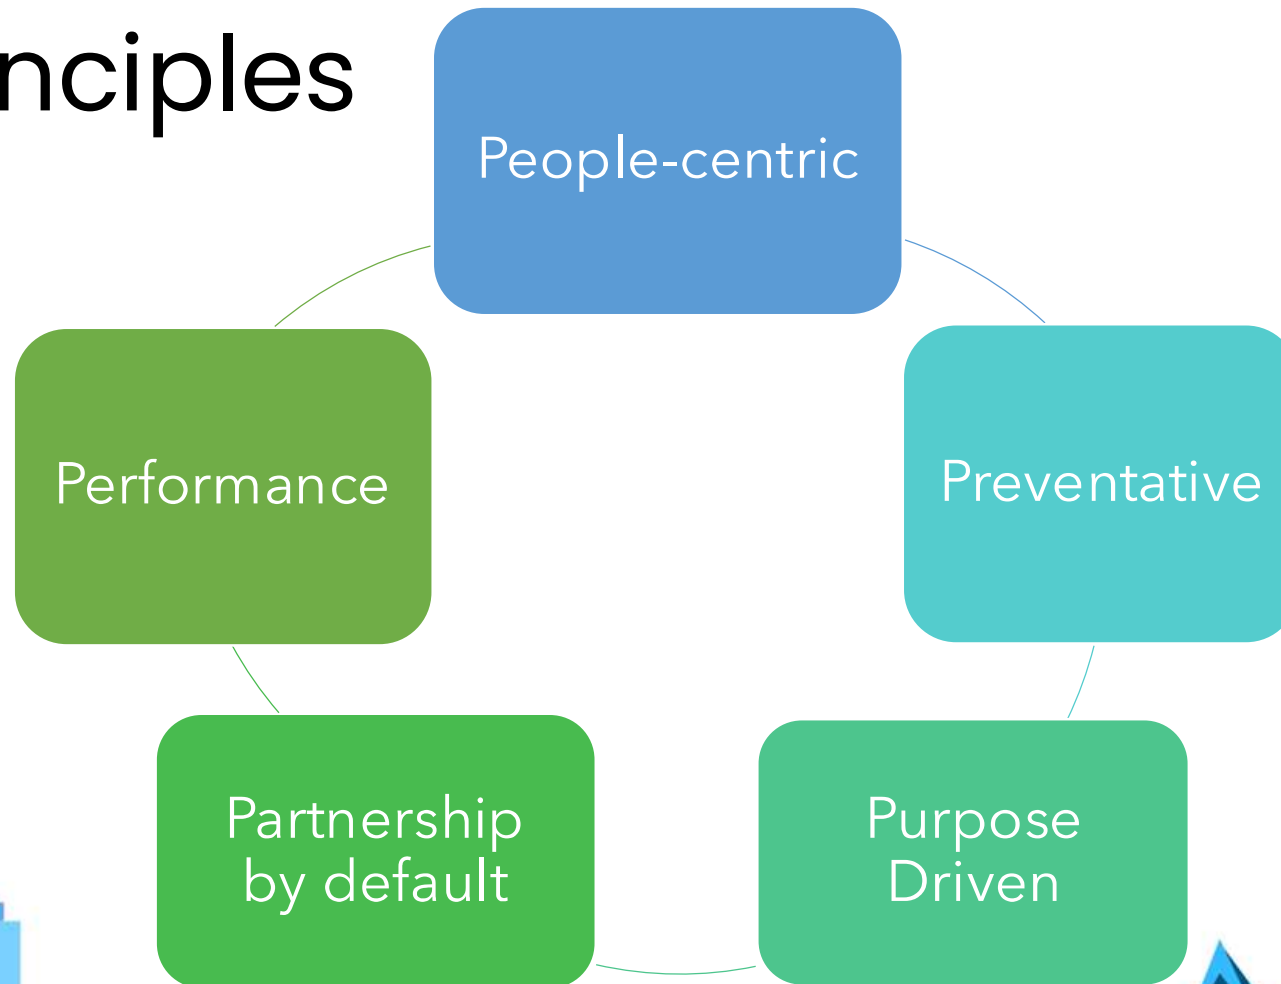 nciples
People-centric
Preventative
Purpose
Driven
Partnership
by default
Performance